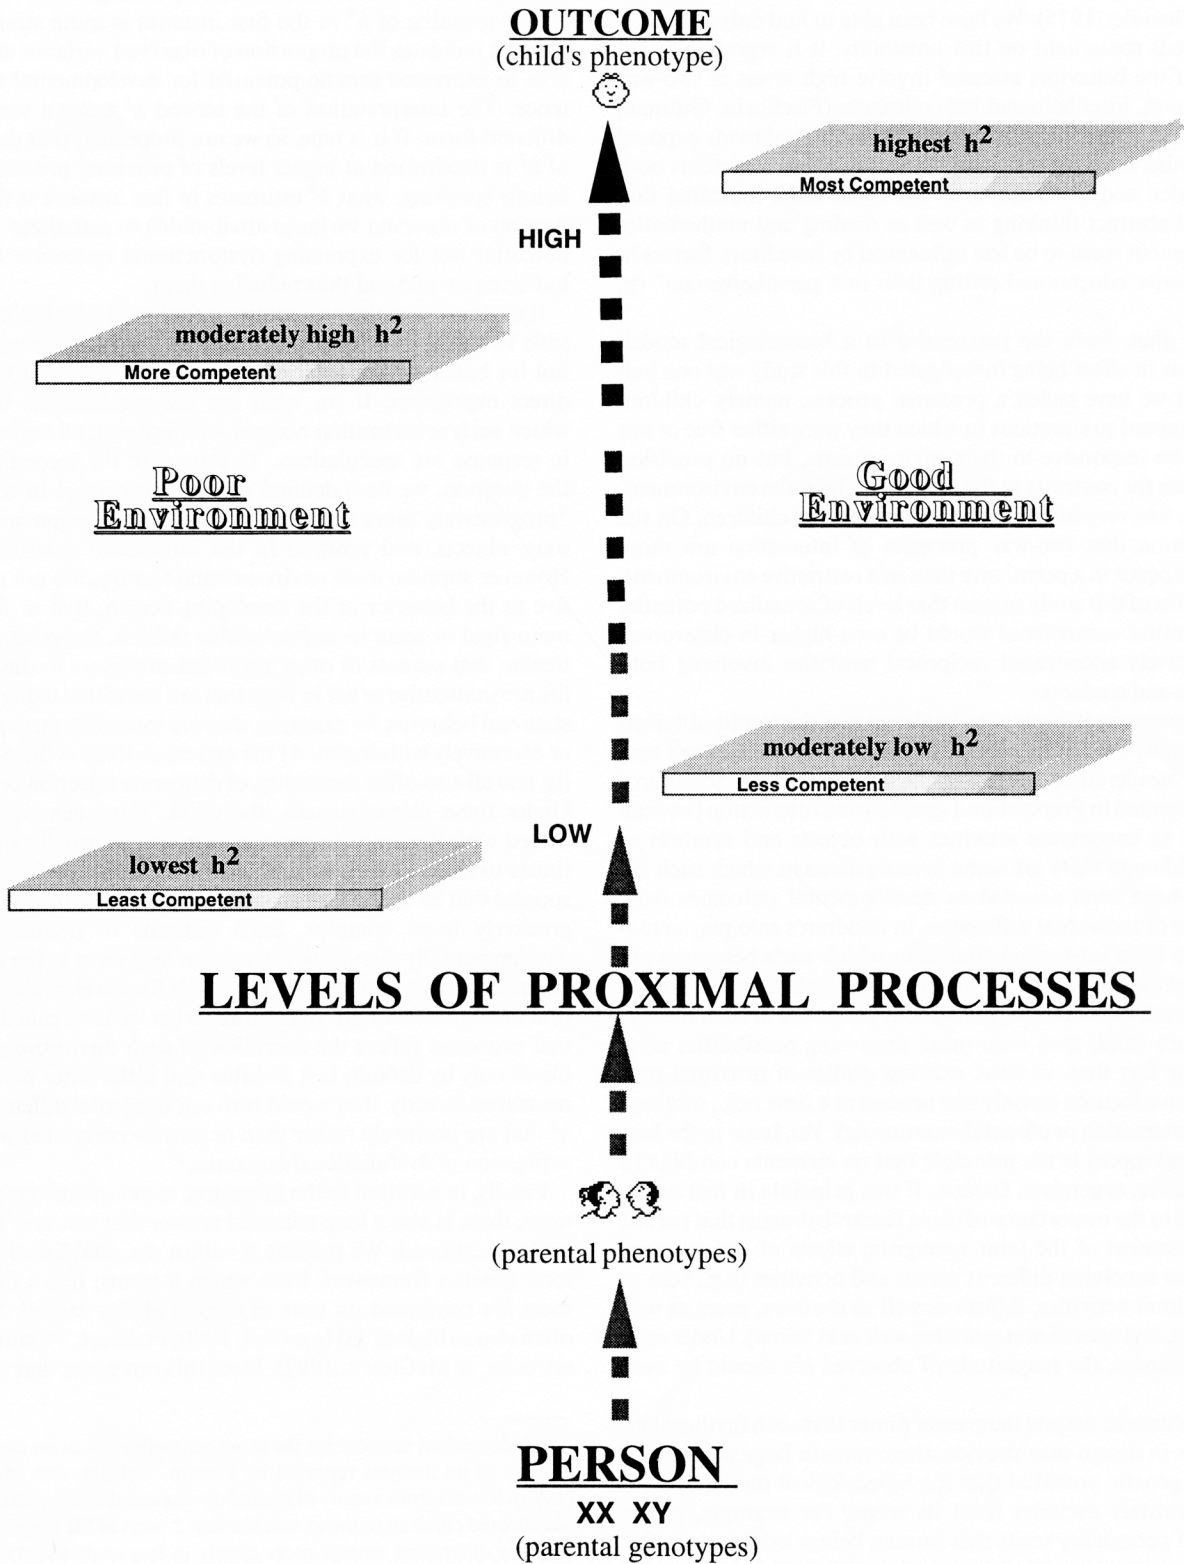 OUTCOME
(child's phenotype)
highest h²
Most Competent
HIGH
moderately high h²
More Competent
Poor
Environment
Good
Environment
moderately low h²
Less Competent
LOW
lowest h²
Least Competent
LEVELS OF PROXIMAL PROCESSES
(parental phenotypes)
PERSON
XX XY
(parental genotypes)